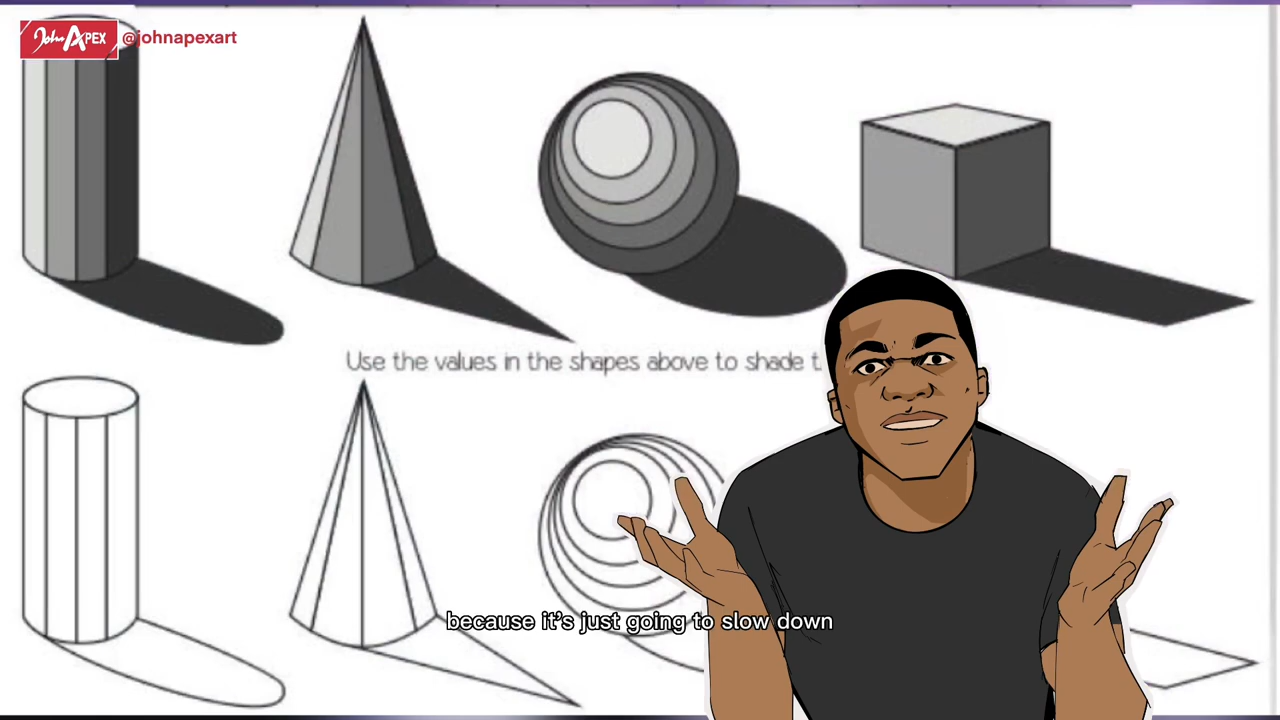 John APEX @johnapexart
Use the values in the shapes above to shade t
because it's just going to slow down